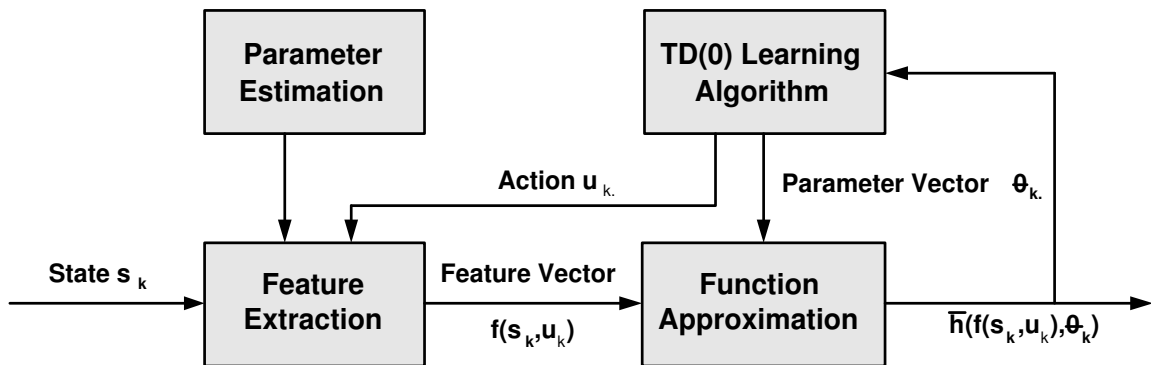 Parameter
Estimation
TD(0) Learning
Algorithm
Action u k.
Parameter Vector θ k.
State s k
Feature
Extraction
Feature Vector
f(s k,u k)
Function
Approximation
h̅(f(s k,u k),θ k)